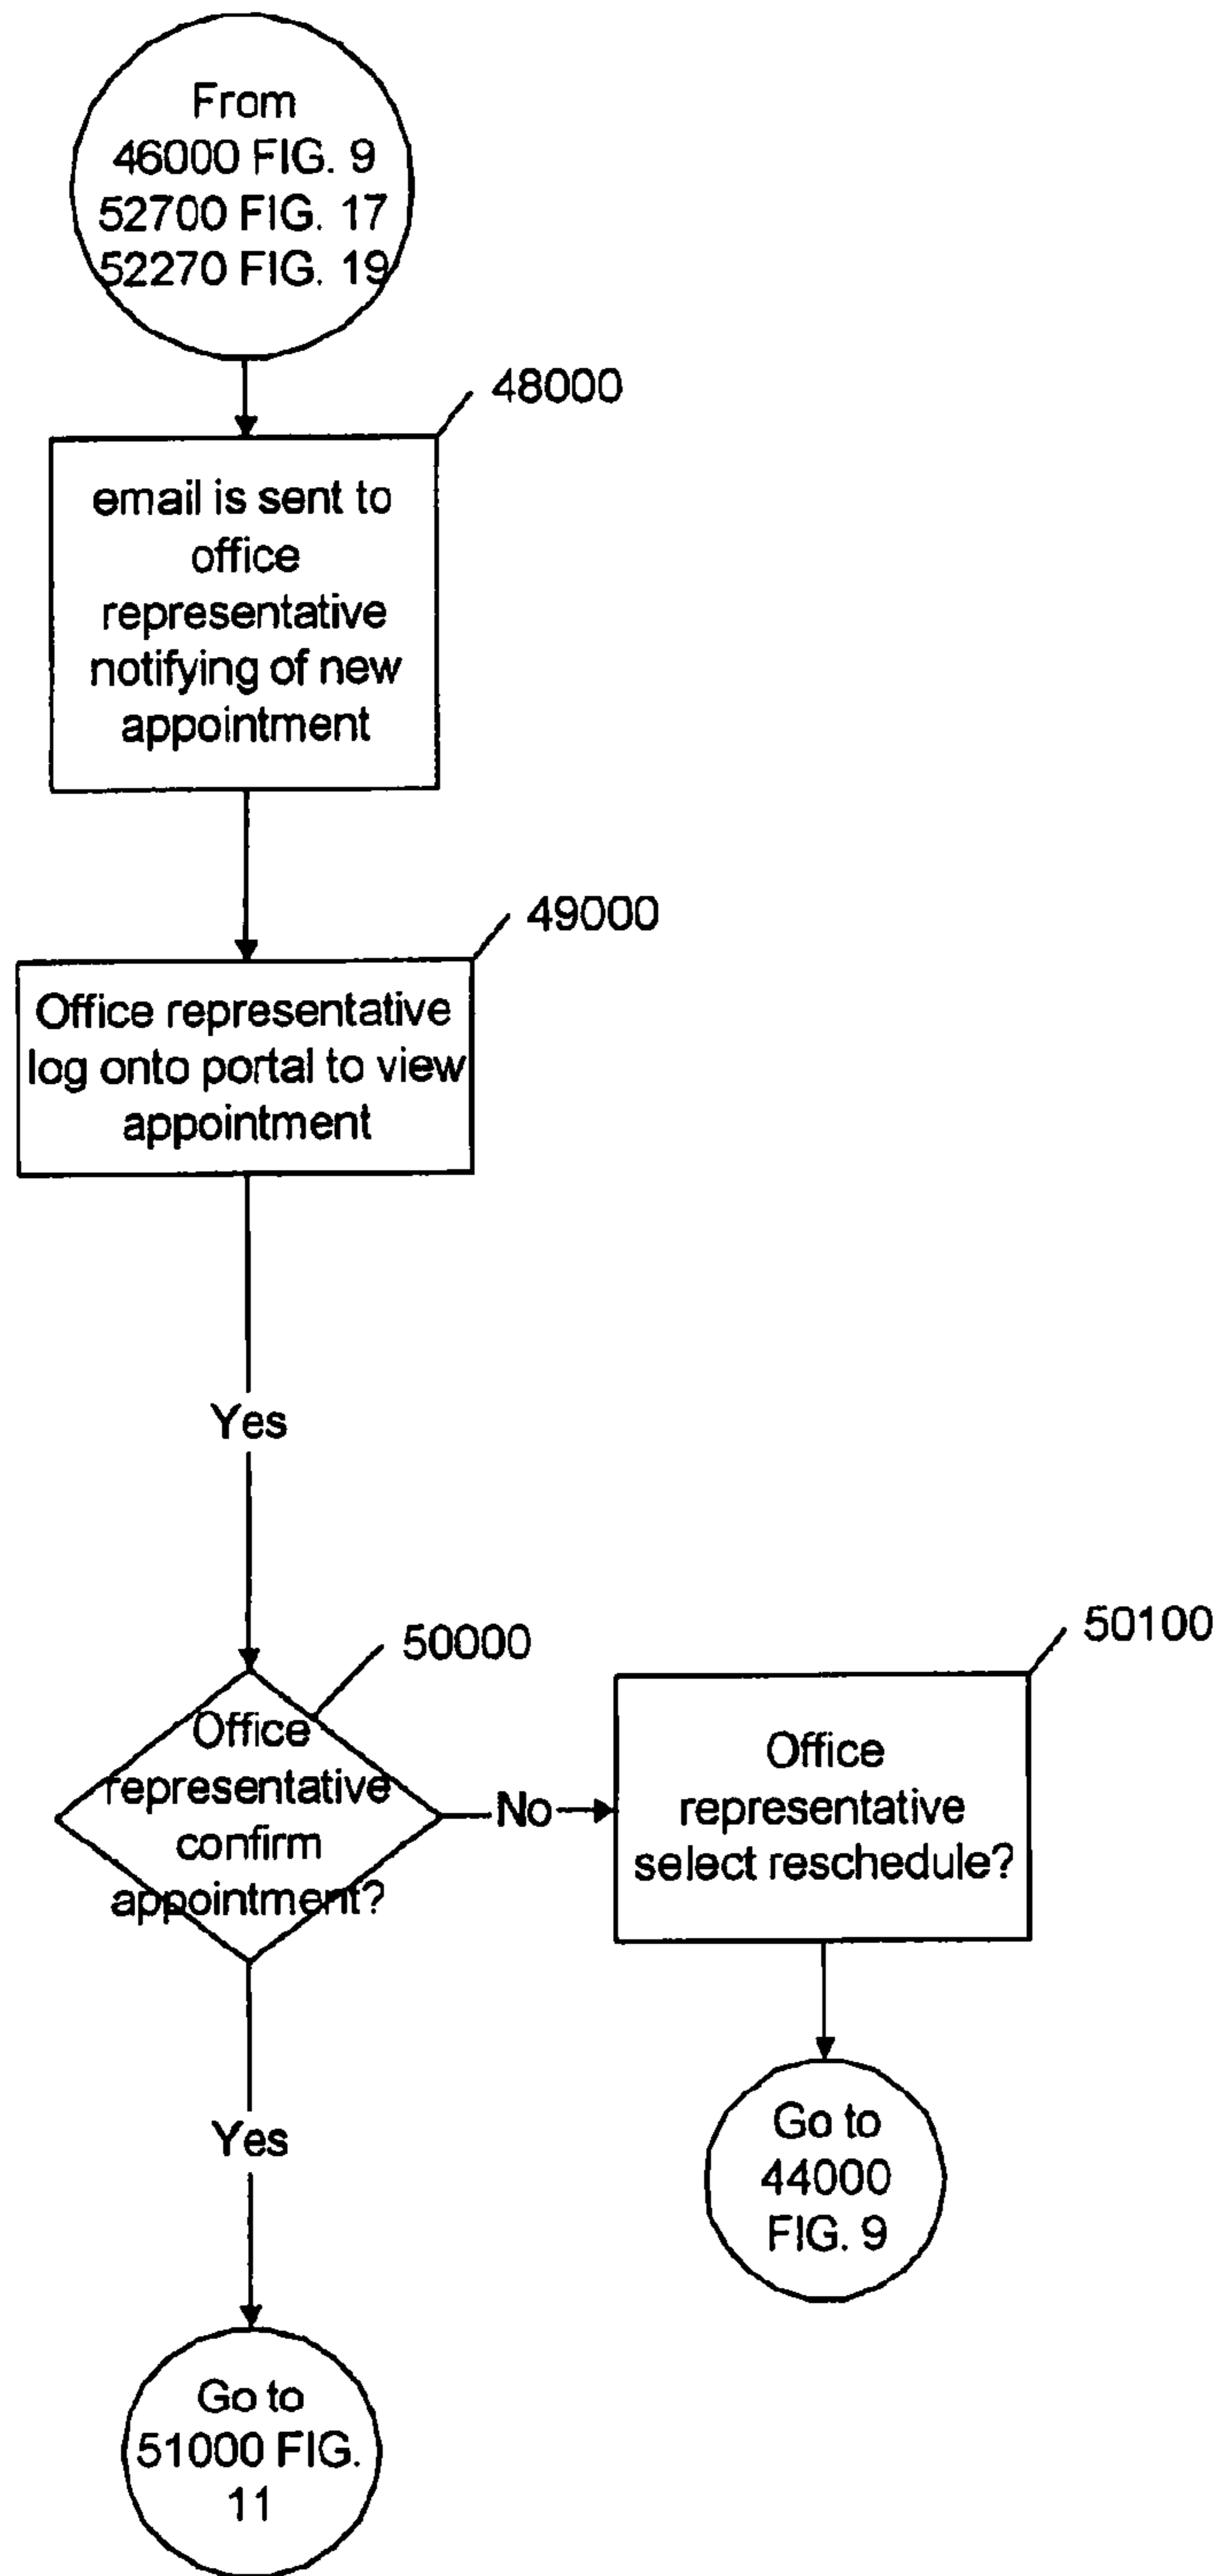 From
46000 FIG. 9
52700 FIG. 17
52270 FIG. 19
48000
email is sent to
office
representative
notifying of new
appointment
49000
Office representative
log onto portal to view
appointment
Yes
50000
Office
representative
confirm
appointment?
No
50100
Office
representative
select reschedule?
Go to
44000
FIG. 9
Yes
Go to
51000 FIG.
11